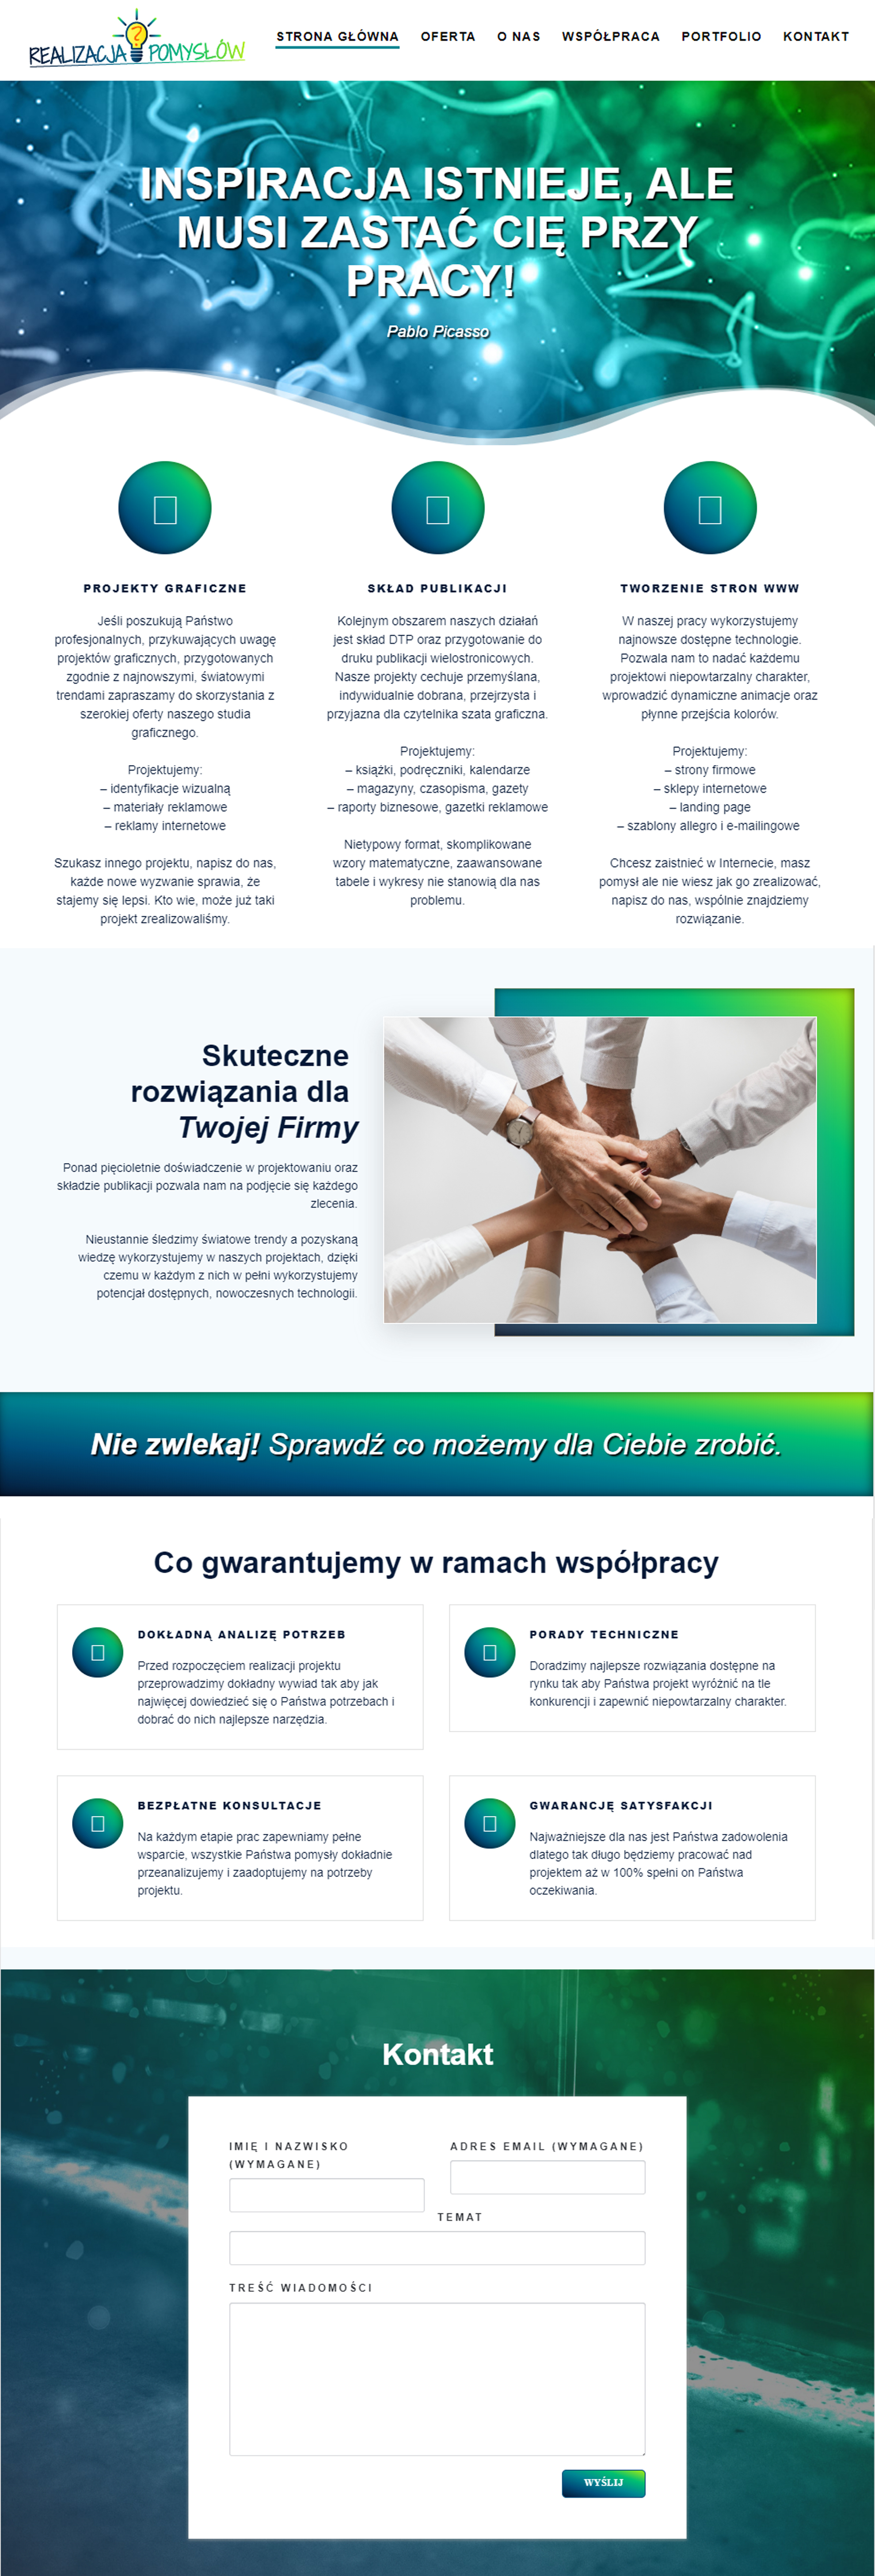 REALIZACJA POMYSŁÓW
STRONA GŁÓWNA OFERTA O NAS WSPÓŁPRACA PORTFOLIO KONTAKT
INSPIRACJA ISTNIEJE, ALE
MUSI ZASTAĆ CIĘ PRZY
PRACY!
Pablo Picasso
PROJEKTY GRAFICZNE
Jeśli poszukują Państwo
profesjonalnych, przykuwających uwagę
projektów graficznych, przygotowanych
zgodnie z najnowszymi, światowymi
trendami zapraszamy do skorzystania z
szerokiej oferty naszego studia
graficznego.
Projektujemy:
– identyfikacje wizualną
– materiały reklamowe
– reklamy internetowe
Szukasz innego projektu, napisz do nas,
każde nowe wyzwanie sprawia, że
stajemy się lepsi. Kto wie, może już taki
projekt zrealizowaliśmy.
SKŁAD PUBLIKACJI
Kolejnym obszarem naszych działań
jest skład DTP oraz przygotowanie do
druku publikacji wielostronicowych.
Nasze projekty cechuje przemyślana,
indywidualnie dobrana, przejrzysta i
przyjazna dla czytelnika szata graficzna.
Projektujemy:
– książki, podręczniki, kalendarze
– magazyny, czasopisma, gazety
– raporty biznesowe, gazetki reklamowe
Nietypowy format, skomplikowane
wzory matematyczne, zaawansowane
tabele i wykresy nie stanowią dla nas
problemu.
TWORZENIE STRON WWW
W naszej pracy wykorzystujemy
najnowsze dostępne technologie.
Pozwala nam to nadać każdemu
projektowi niepowtarzalny charakter,
wprowadzić dynamiczne animacje oraz
płynne przejścia kolorów.
Projektujemy:
– strony firmowe
– sklepy internetowe
– landing page
– szablony allegro i e-mailingowe
Chcesz zaistnieć w Internecie, masz
pomysł ale nie wiesz jak go zrealizować,
napisz do nas, wspólnie znajdziemy
rozwiązanie.
Skuteczne
rozwiązania dla
Twojej Firmy
Ponad pięcioletnie doświadczenie w projektowaniu oraz
składzie publikacji pozwala nam na podjęcie się każdego
zlecenia.
Nieustannie śledzimy światowe trendy a pozyskaną
wiedzę wykorzystujemy w naszych projektach, dzięki
czemu w każdym z nich w pełni wykorzystujemy
potencjał dostępnych, nowoczesnych technologii.
Nie zwlekaj! Sprawdź co możemy dla Ciebie zrobić.
Co gwarantujemy w ramach współpracy
DOKŁADNĄ ANALIZĘ POTRZEB
Przed rozpoczęciem realizacji projektu
przeprowadzimy dokładny wywiad tak aby jak
najwięcej dowiedzieć się o Państwa potrzebach i
dobrać do nich najlepsze narzędzia.
PORADY TECHNICZNE
Doradzimy najlepsze rozwiązania dostępne na
rynku tak aby Państwa projekt wyróżnić na tle
konkurencji i zapewnić niepowtarzalny charakter.
BEZPŁATNE KONSULTACJE
Na każdym etapie prac zapewniamy pełne
wsparcie, wszystkie Państwa pomysły dokładnie
przeanalizujemy i zaadoptujemy na potrzeby
projektu.
GWARANCJĘ SATYSFAKCJI
Najważniejsze dla nas jest Państwa zadowolenia
dlatego tak długo będziemy pracować nad
projektem aż w 100% spełni on Państwa
oczekiwania.
Kontakt
IMIĘ I NAZWISKO
(WYMAGANE)
ADRES EMAIL (WYMAGANE)
TEMAT
TREŚĆ WIADOMOŚCI
WYŚLIJ